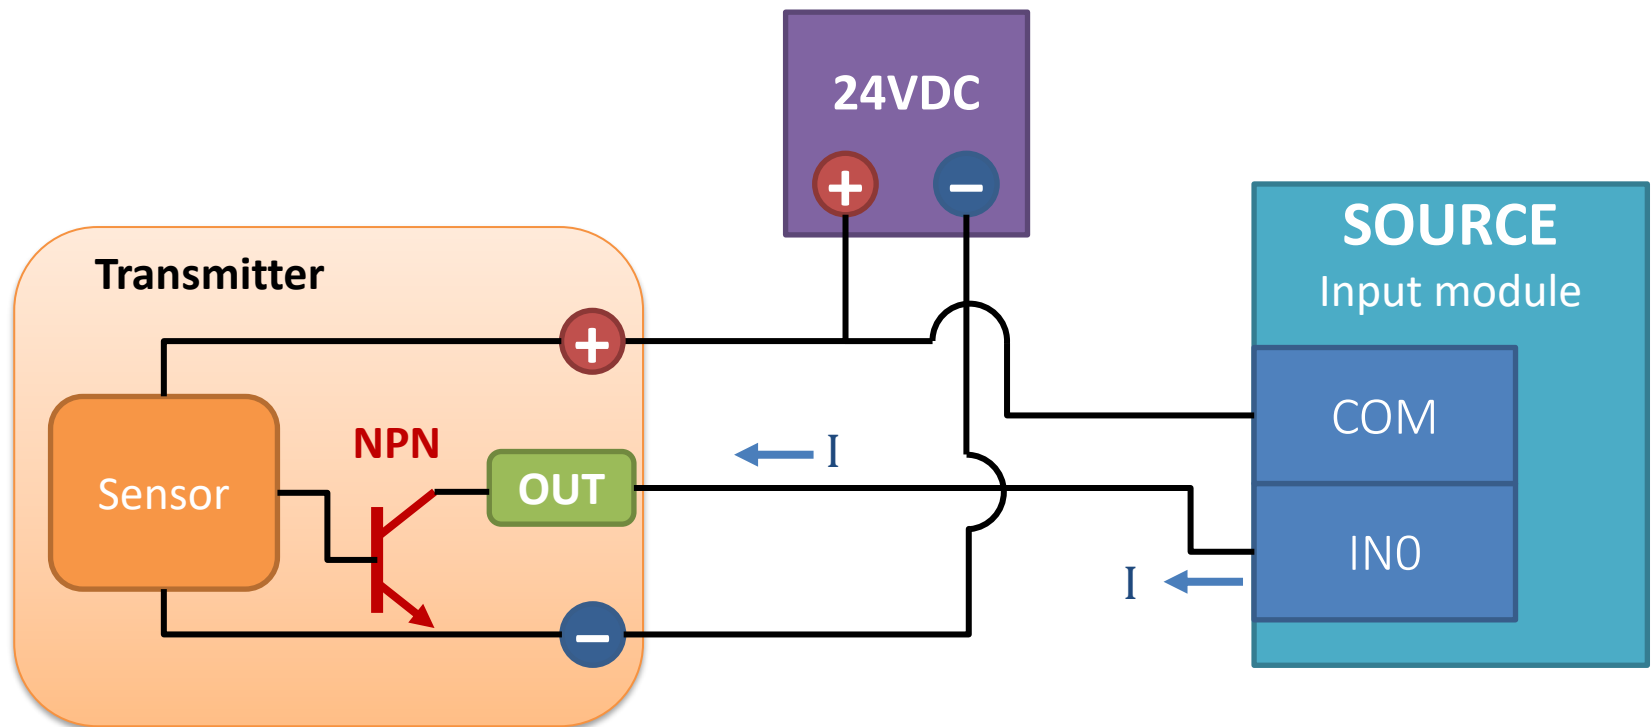 24VDC
+
−
SOURCE
Input module
Transmitter
+
COM
NPN
I
Sensor
OUT
IN0
I
−